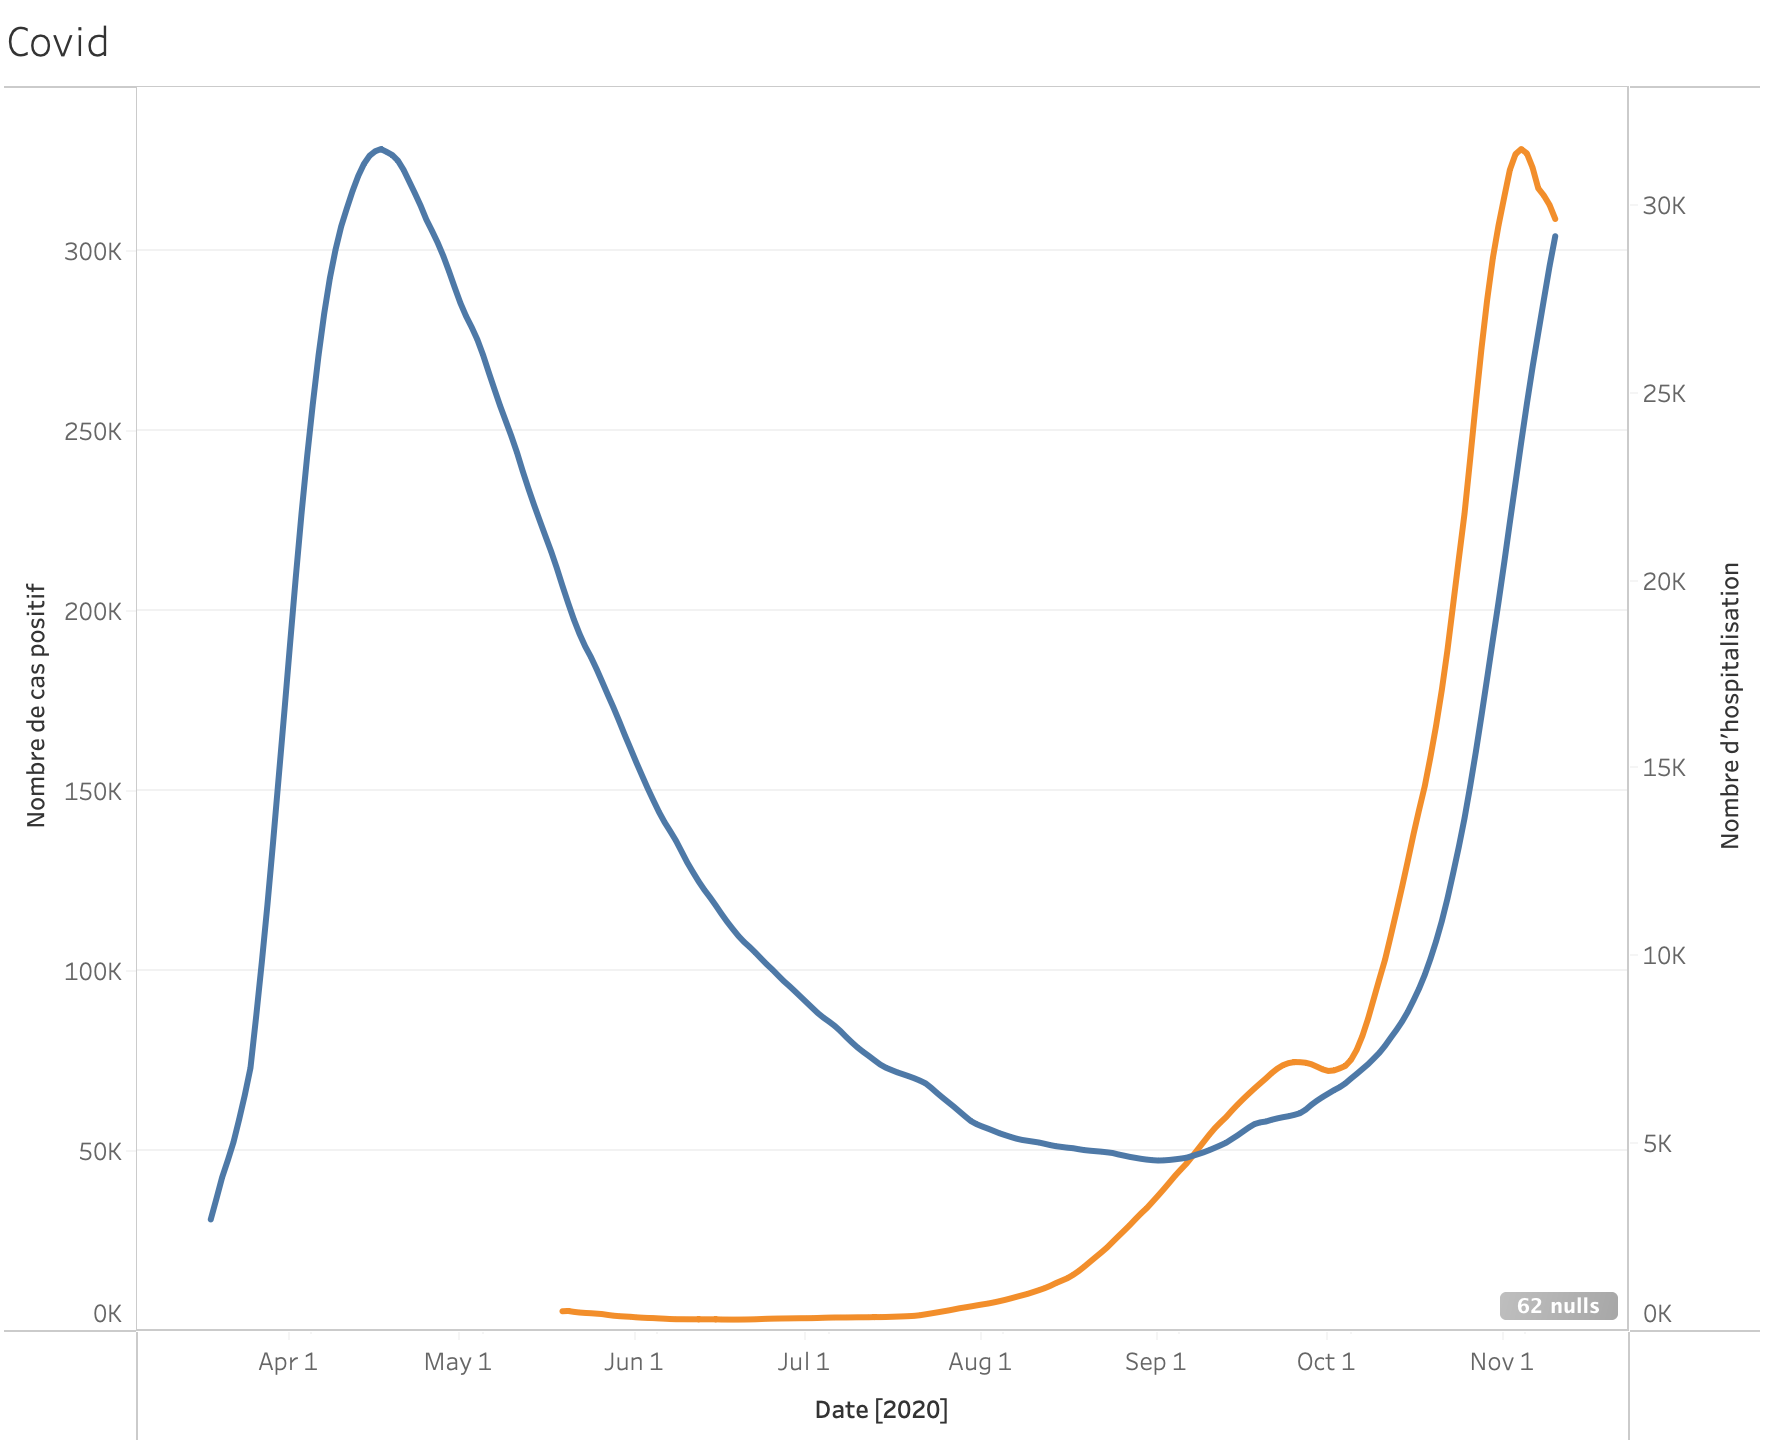 Covid
Nombre de cas positif
300K
250K
200K
150K
100K
50K
0K
30K
25K
20K
15K
10K
5K
0K
Nombre d'hospitalisation
62 nulls
Apr 1 May 1 Jun 1 Jul 1 Aug 1 Sep 1 Oct 1 Nov 1
Date [2020]